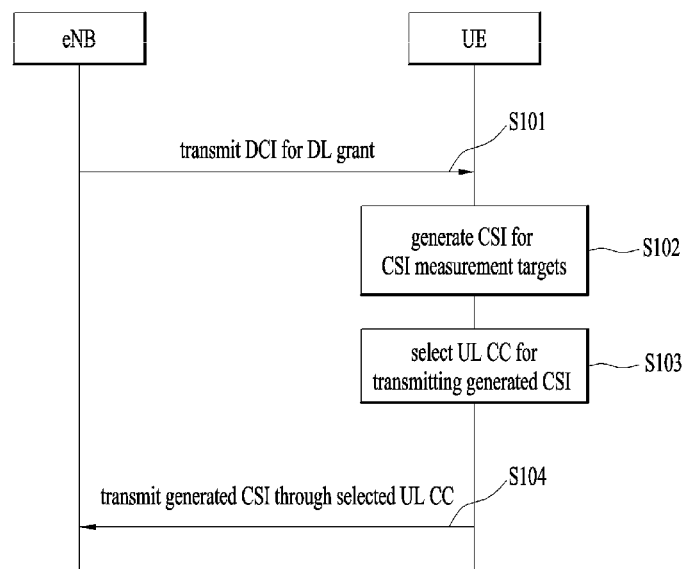 eNB
UE
S101
transmit DCI for DL grant
generate CSI for
CSI measurement targets
S102
select UL CC for
transmitting generated CSI
S103
S104
transmit generated CSI through selected UL CC